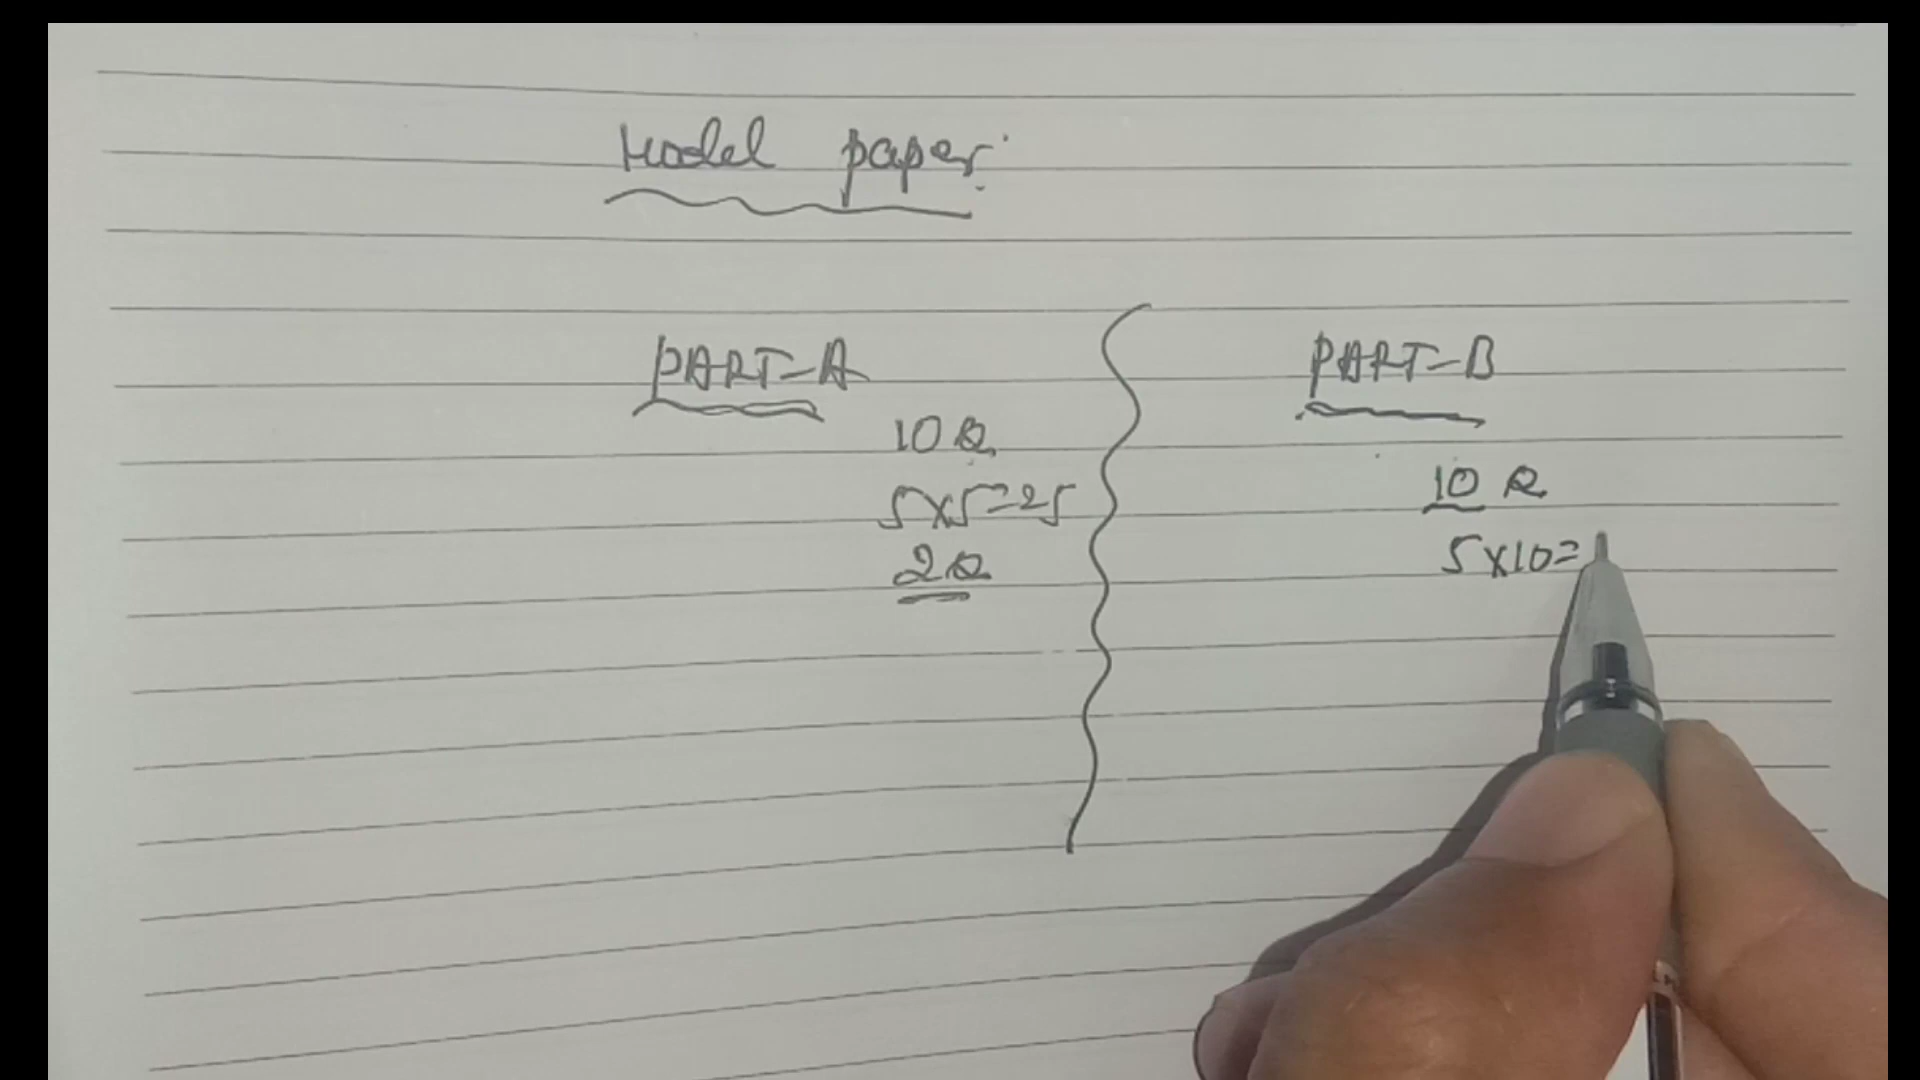 Model paper.
PART-A
10 Q
5x5=25
2Q
PART-B
10 Q
5x10=